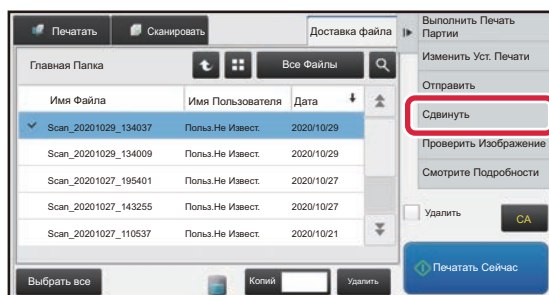 Печатать
Сканировать
Доставка файла
Главная Папка
Все Файлы
Имя Файла
Имя Пользователя
Дата
Scan_20201029_134037
Польз.Не Извест.
2020/10/29
Scan_20201029_134009
Польз.Не Извест.
2020/10/29
Scan_20201027_195401
Польз.Не Извест.
2020/10/27
Scan_20201027_143255
Польз.Не Извест.
2020/10/27
Scan_20201027_110537
Польз.Не Извест.
2020/10/21
Выбрать все
Копий
Удалить
Выполнить Печать
Партии
Изменить Уст. Печати
Отправить
Сдвинуть
Проверить Изображение
Смотрите Подробности
Удалить
CA
Печатать Сейчас